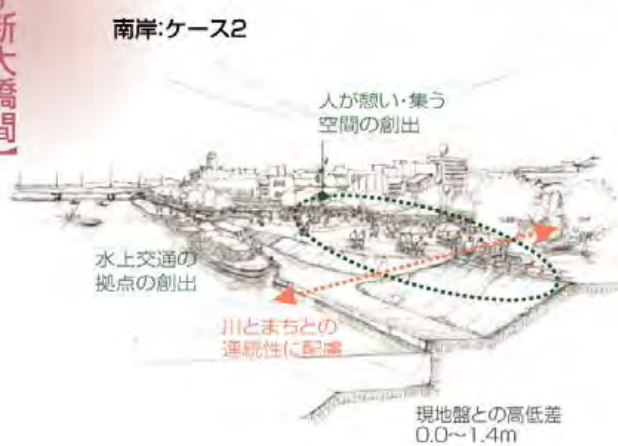 新大橋間】
南岸:ケース2
人が憩い・集う
空間の創出
水上交通の
拠点の創出
川とまちとの
連続性に配慮
現地盤との高低差
0.0～1.4m